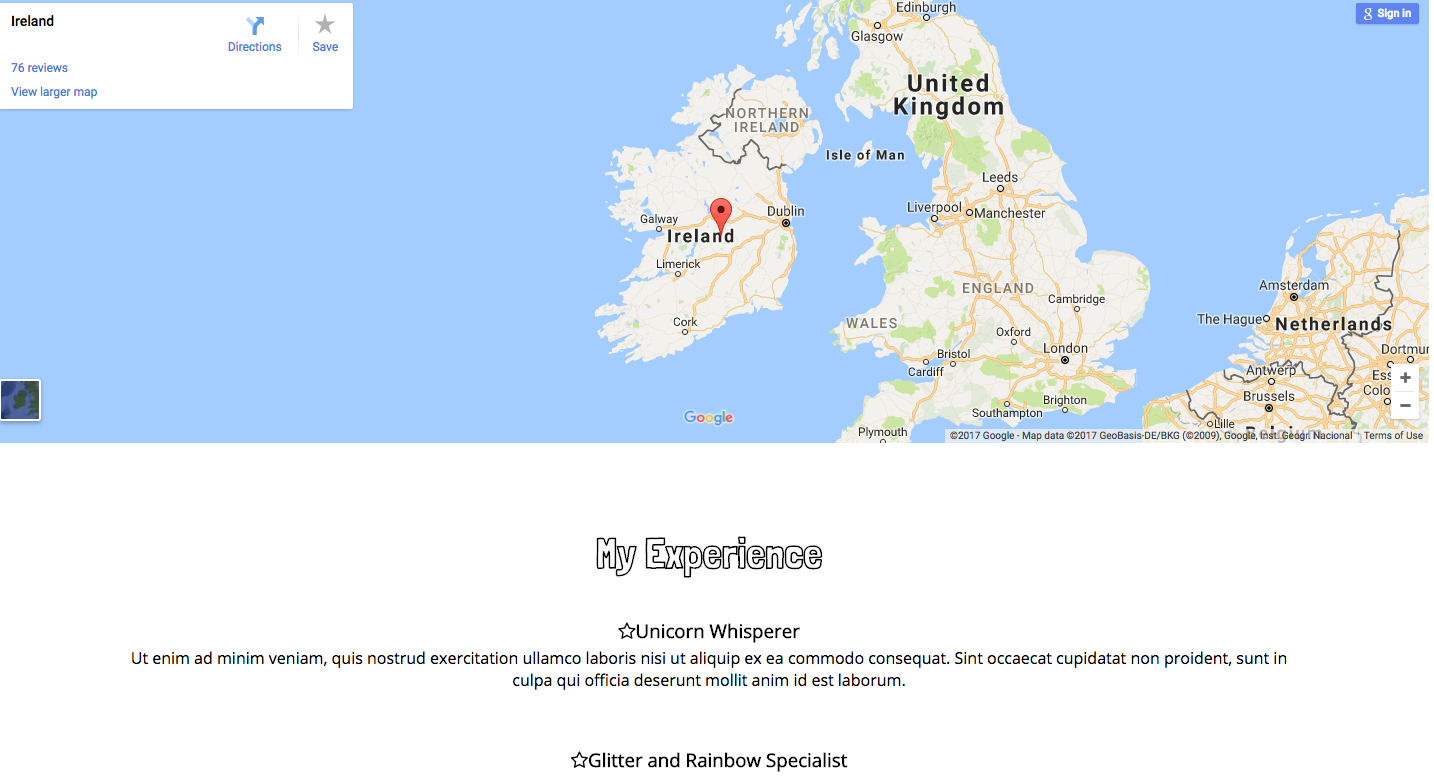 Ireland
Directions
Save
76 reviews
View larger map
Sign in
Edinburgh
Glasgow
United
Kingdom
NORTHERN
IRELAND
Isle of Man
Leeds
Liverpool
Manchester
Galway
Dublin
Ireland
Limerick
Cork
ENGLAND
Cambridge
WALES
Oxford
London
Bristol
Cardiff
Brighton
Southampton
Plymouth
Amsterdam
The Hague
Netherlands
Dortmun
Ess
Colo
Antwerp
Brussels
Lille
Belgium
Google
©2017 Google - Map data ©2017 GeoBasis-DE/BKG (©2009), Google, Inst. Geogr. Nacional
Terms of Use
My Experience
Unicorn Whisperer
Ut enim ad minim veniam, quis nostrud exercitation ullamco laboris nisi ut aliquip ex ea commodo consequat. Sint occaecat cupidatat non proident, sunt in
culpa qui officia deserunt mollit anim id est laborum.
Glitter and Rainbow Specialist